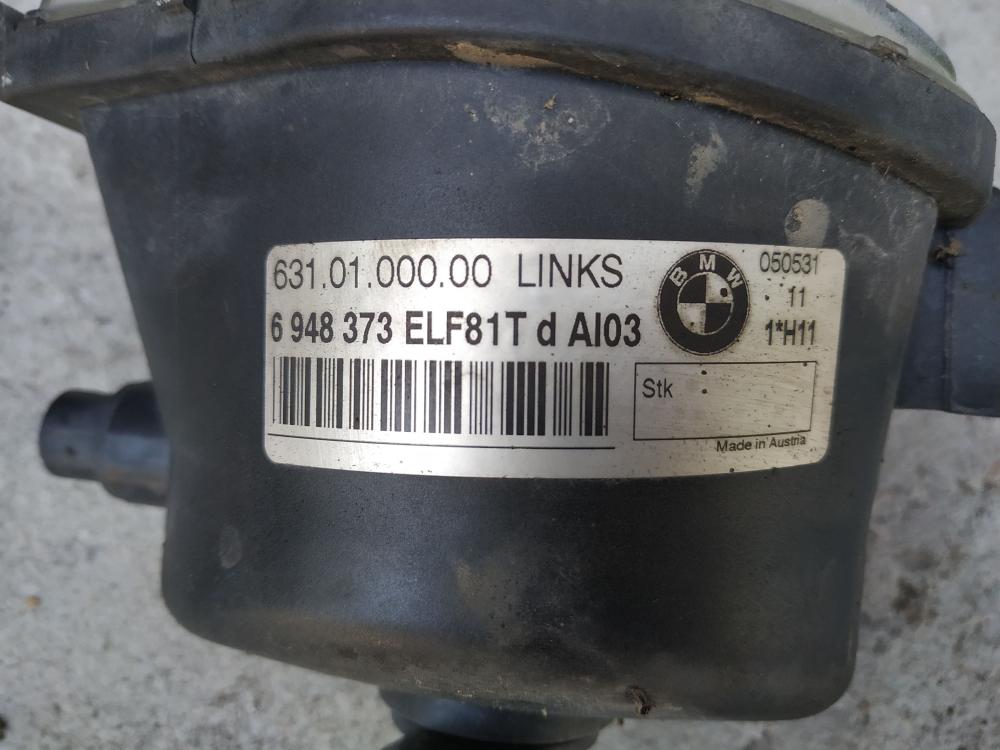 631.01.000.00 LINKS
6 948 373 ELF81T d AI03
BMW
050531
11
1*H11
Stk :
Made in Austria